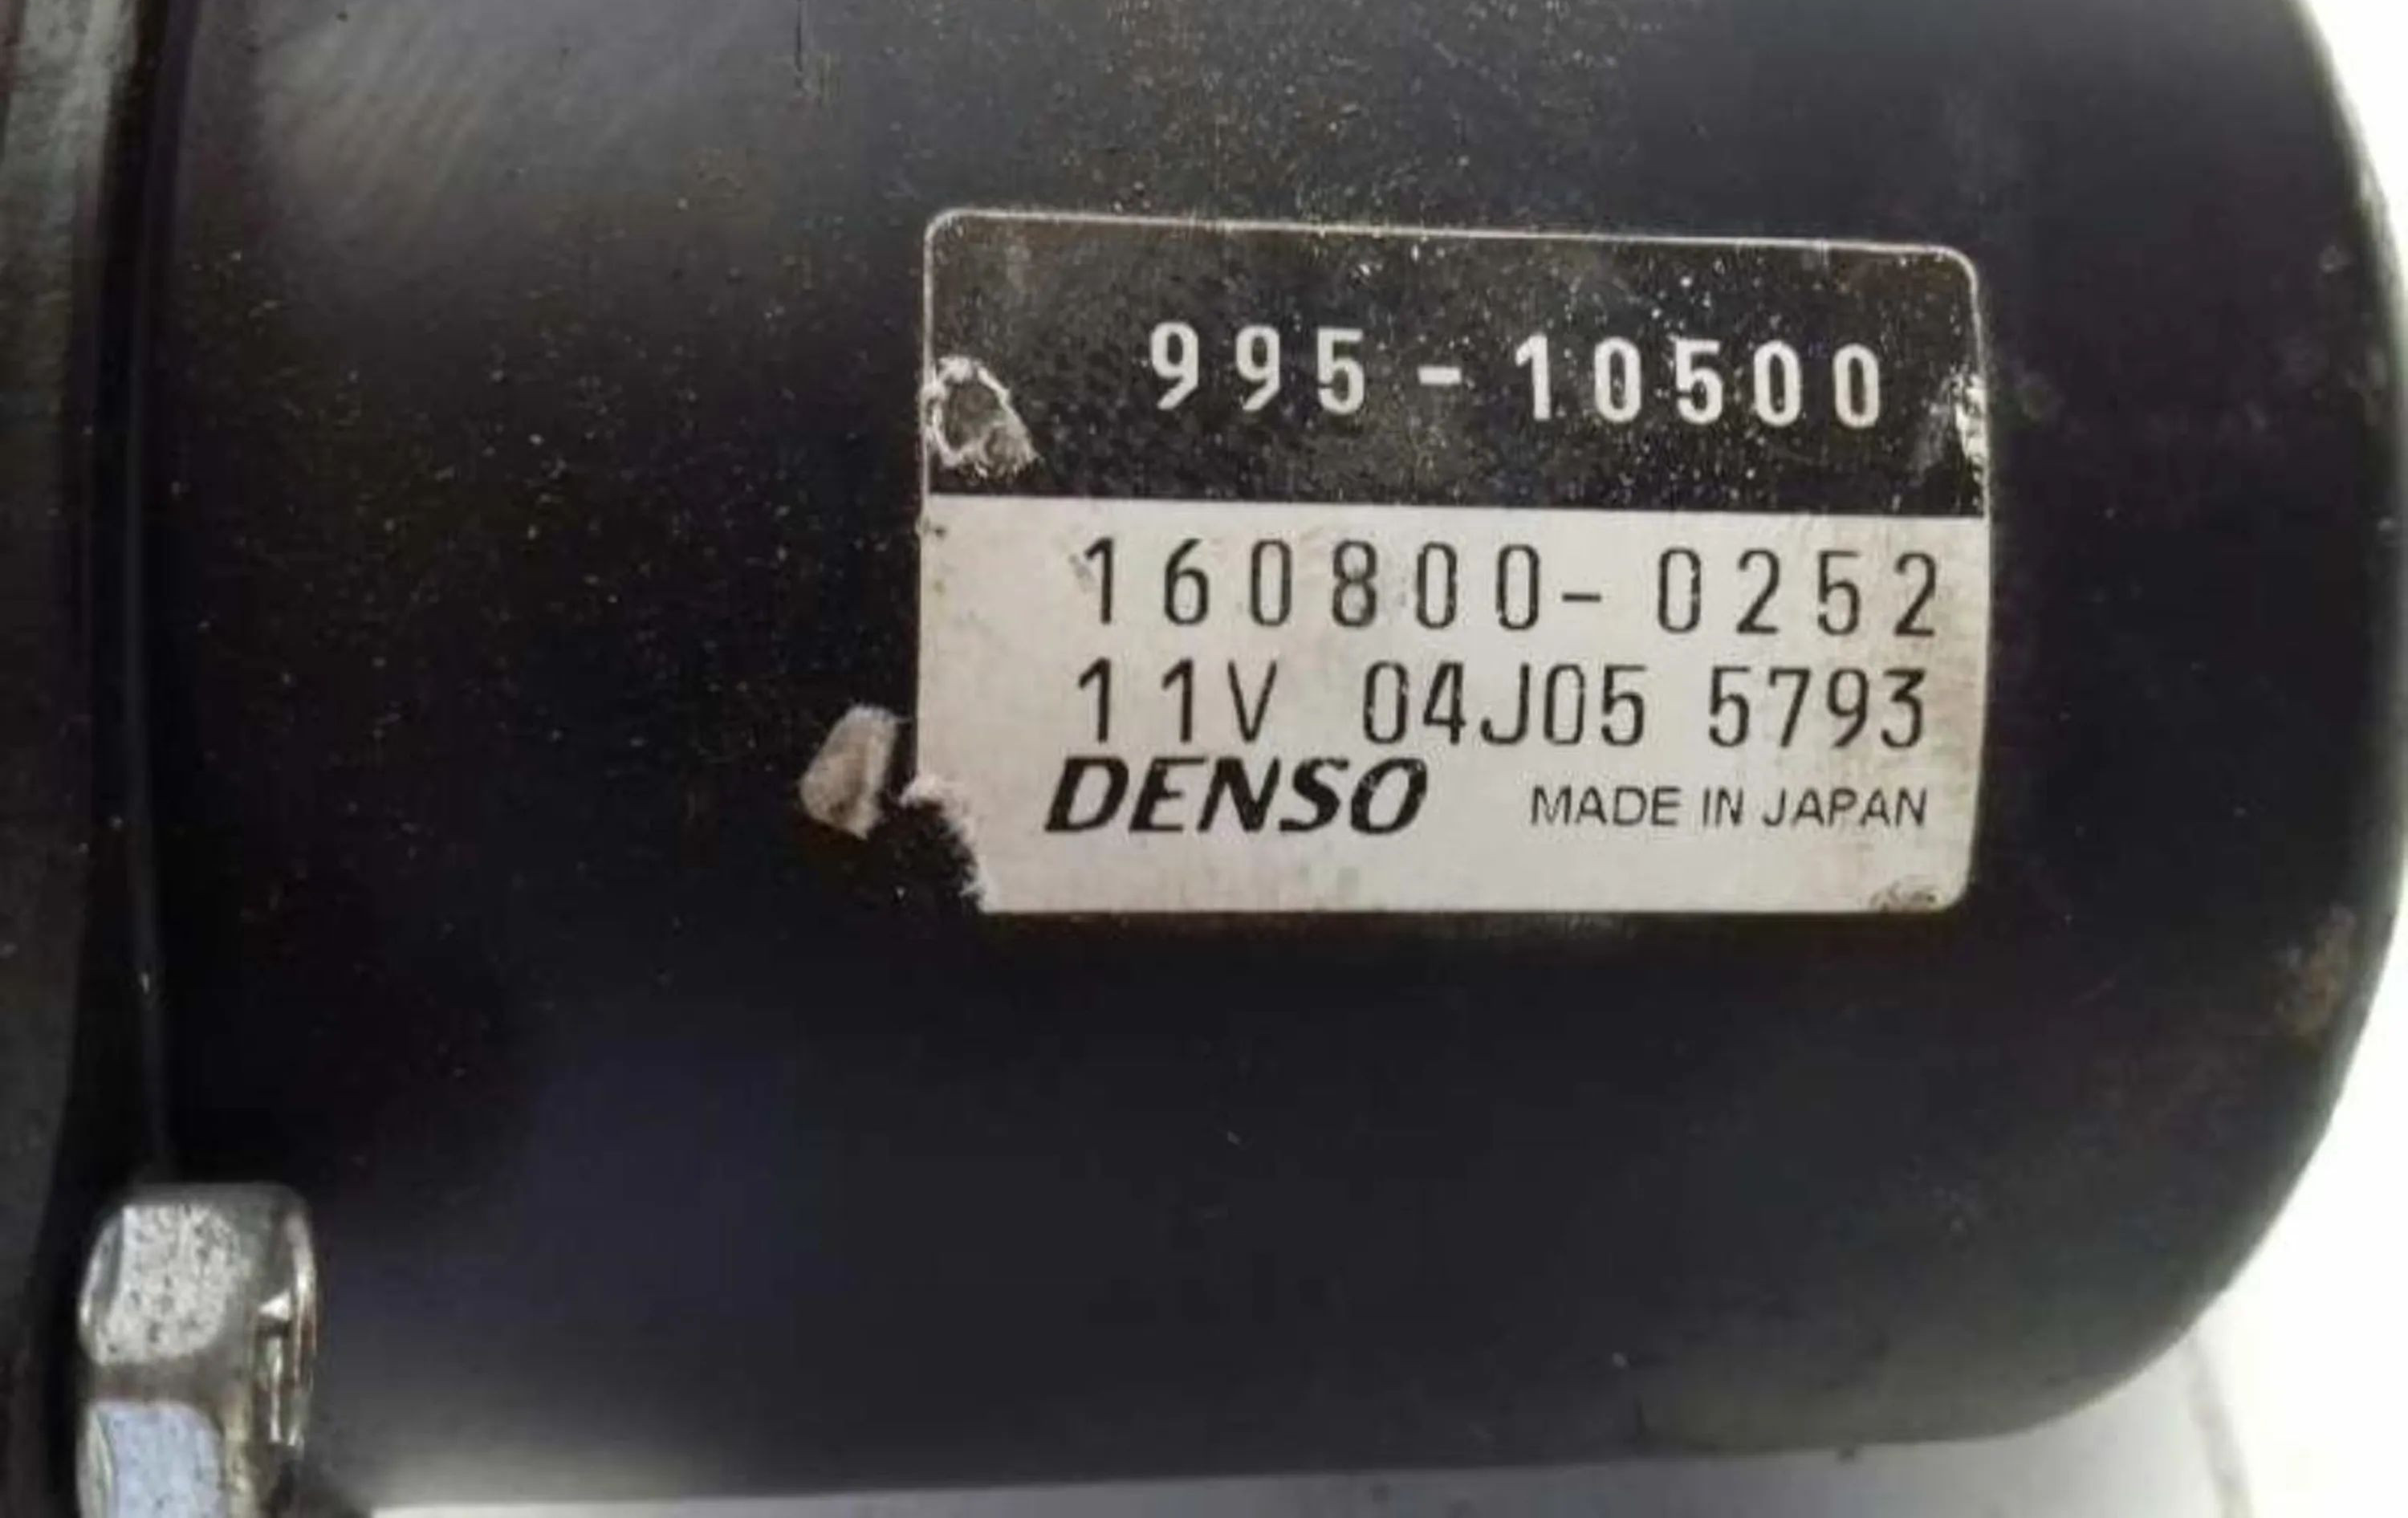 995-10500
160800-0252
11V 04J05 5793
DENSO MADE IN JAPAN